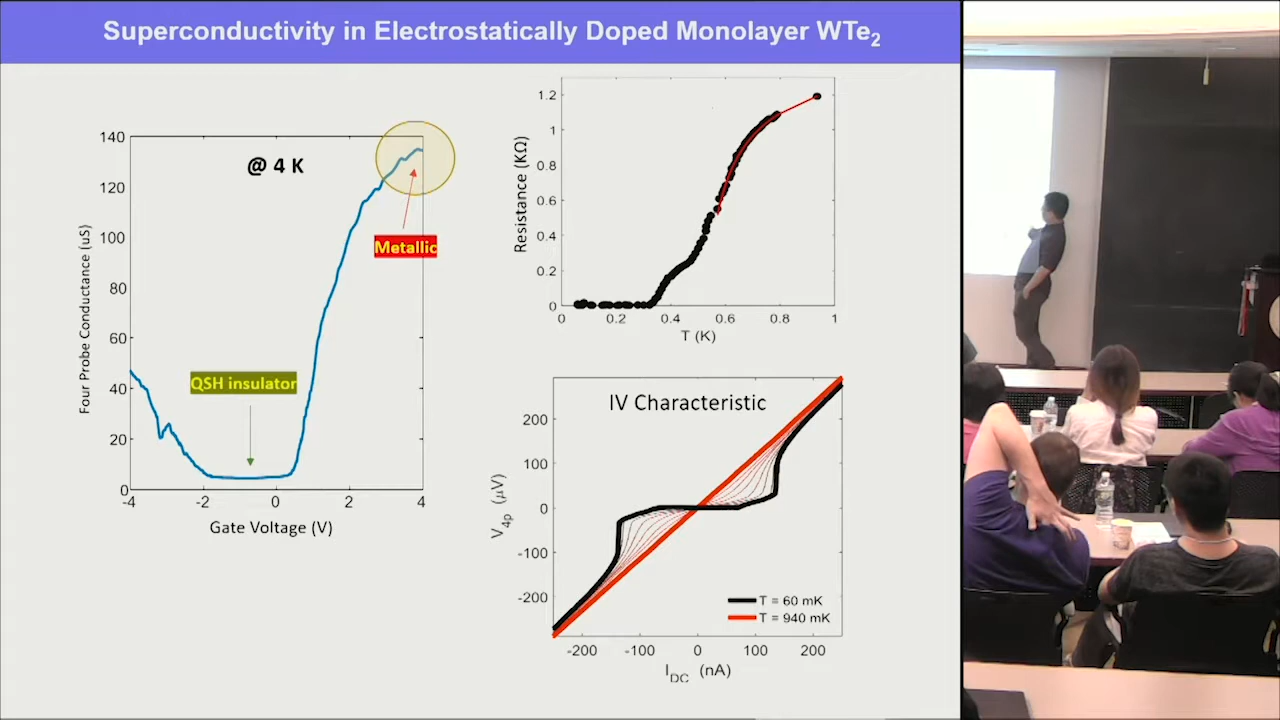 Superconductivity in Electrostatically Doped Monolayer WTe2
@ 4 K
Metallic
QSH insulator
Four Probe Conductance (uS)
140
120
100
80
60
40
20
0
-4
-2
0
2
4
Gate Voltage (V)
Resistance (KΩ)
1.2
1
0.8
0.6
0.4
0.2
0
0
0.2
0.4
0.6
0.8
1
T (K)
IV Characteristic
V4p (μV)
200
100
0
-100
-200
T = 60 mK
T = 940 mK
-200
-100
0
100
200
IDC (nA)